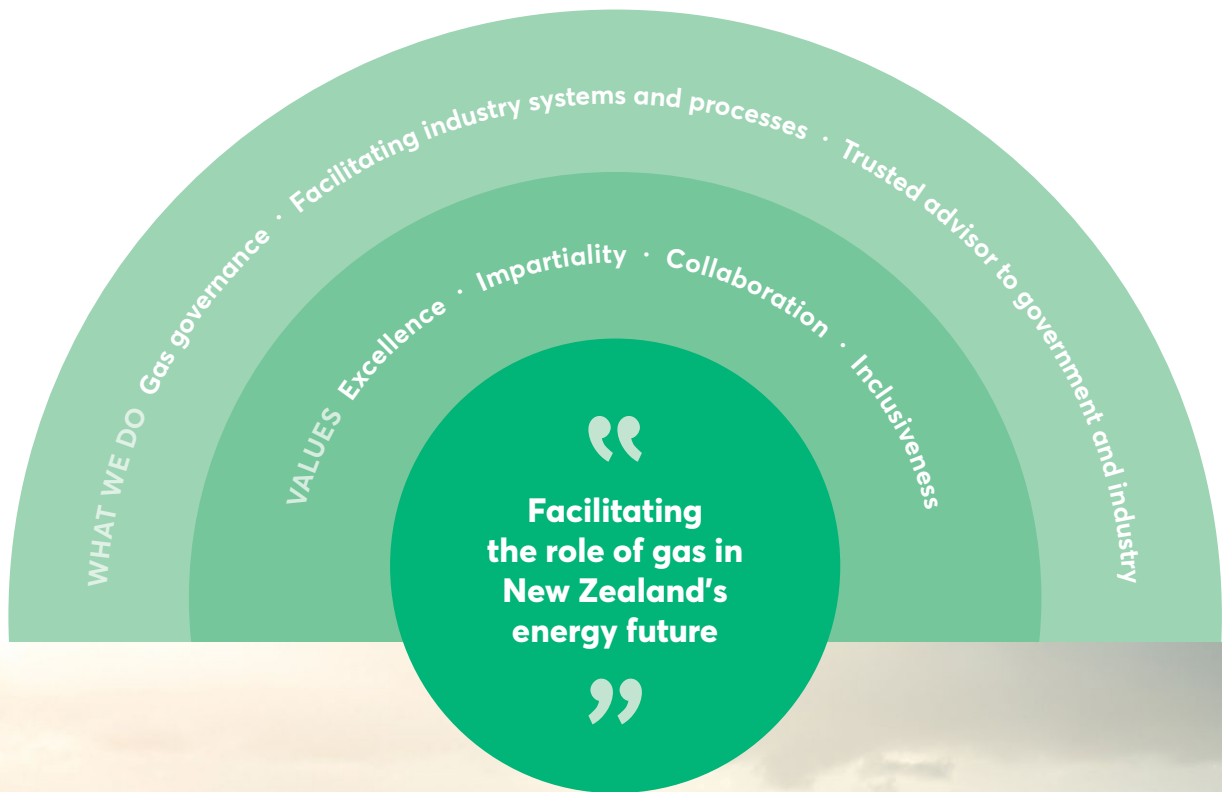 WHAT WE DO Gas governance · Facilitating industry systems and processes · Trusted advisor to government and industry
VALUES Excellence · Impartiality · Collaboration · Inclusiveness
“
Facilitating
the role of gas in
New Zealand’s
energy future
”